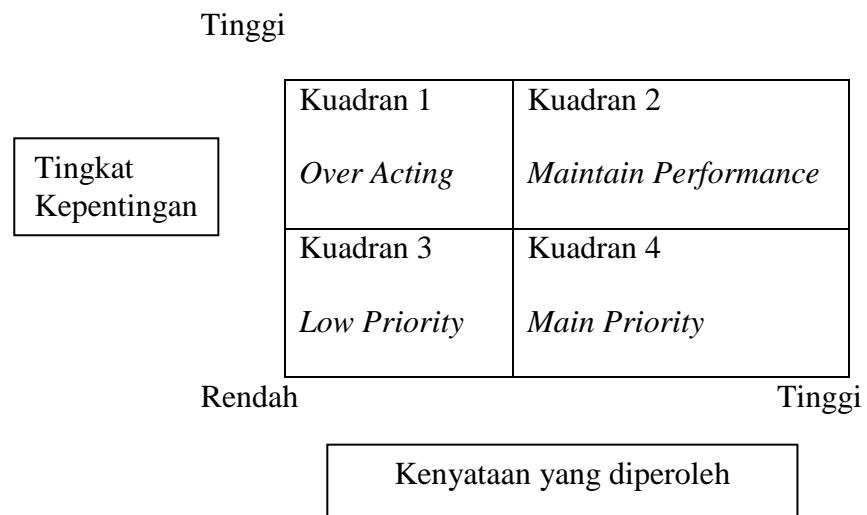 Tinggi
Kuadran 1
Over Acting
Kuadran 2
Maintain Performance
Tingkat
Kepentingan
Kuadran 3
Low Priority
Kuadran 4
Main Priority
Rendah
Tinggi
Kenyataan yang diperoleh